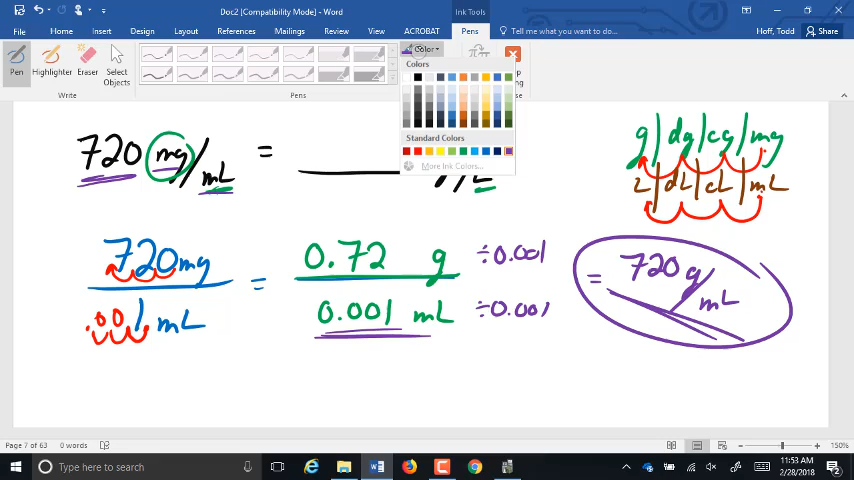 Doc2 [Compatibility Mode] - Word
Ink Tools
File Home Insert Design Layout References Mailings Review View ACROBAT Pens Tell me what you want to do... Hoff, Todd Share
Pen Highlighter Eraser Select Objects
Color
Write Pens
Colors
Standard Colors
More Ink Colors...
720 mg/mL = g/L
g | dg | cg | mg
L | dL | cL | mL
720 mg = 0.72 g ÷0.001 = 720 g/mL
.001 mL 0.001 mL ÷0.001
Page 7 of 63 0 words 150%
Type here to search
11:53 AM
2/28/2018
2